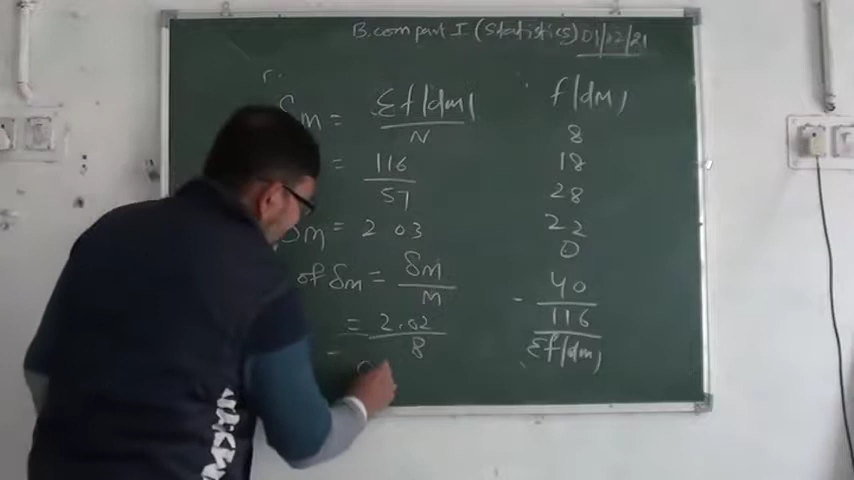 B.com part I (Statistics) 01/02/21
δm = Σf|dm| / N
= 116 / 57
δm = 2.03
of δm = δm / M
= 2.02 / 8
=
f|dm|
8
18
28
22
0
40
116
Σf|dm|